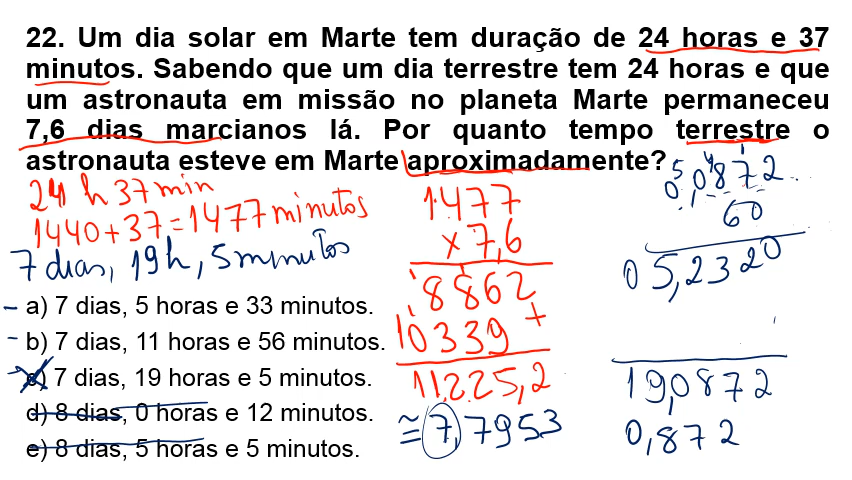 22. Um dia solar em Marte tem duração de 24 horas e 37
minutos. Sabendo que um dia terrestre tem 24 horas e que
um astronauta em missão no planeta Marte permaneceu
7,6 dias marcianos lá. Por quanto tempo terrestre o
astronauta esteve em Marte aproximadamente?
24 h 37 min
1440 + 37 = 1477 minutos
7 dias, 19h, 5 minutos
a) 7 dias, 5 horas e 33 minutos.
b) 7 dias, 11 horas e 56 minutos.
c) 7 dias, 19 horas e 5 minutos.
d) 8 dias, 0 horas e 12 minutos.
e) 8 dias, 5 horas e 5 minutos.
1477
x 7,6
8862
10339 +
11225,2
≅ 7,7953
0,0872
60
05,2320
19,0872
0,872